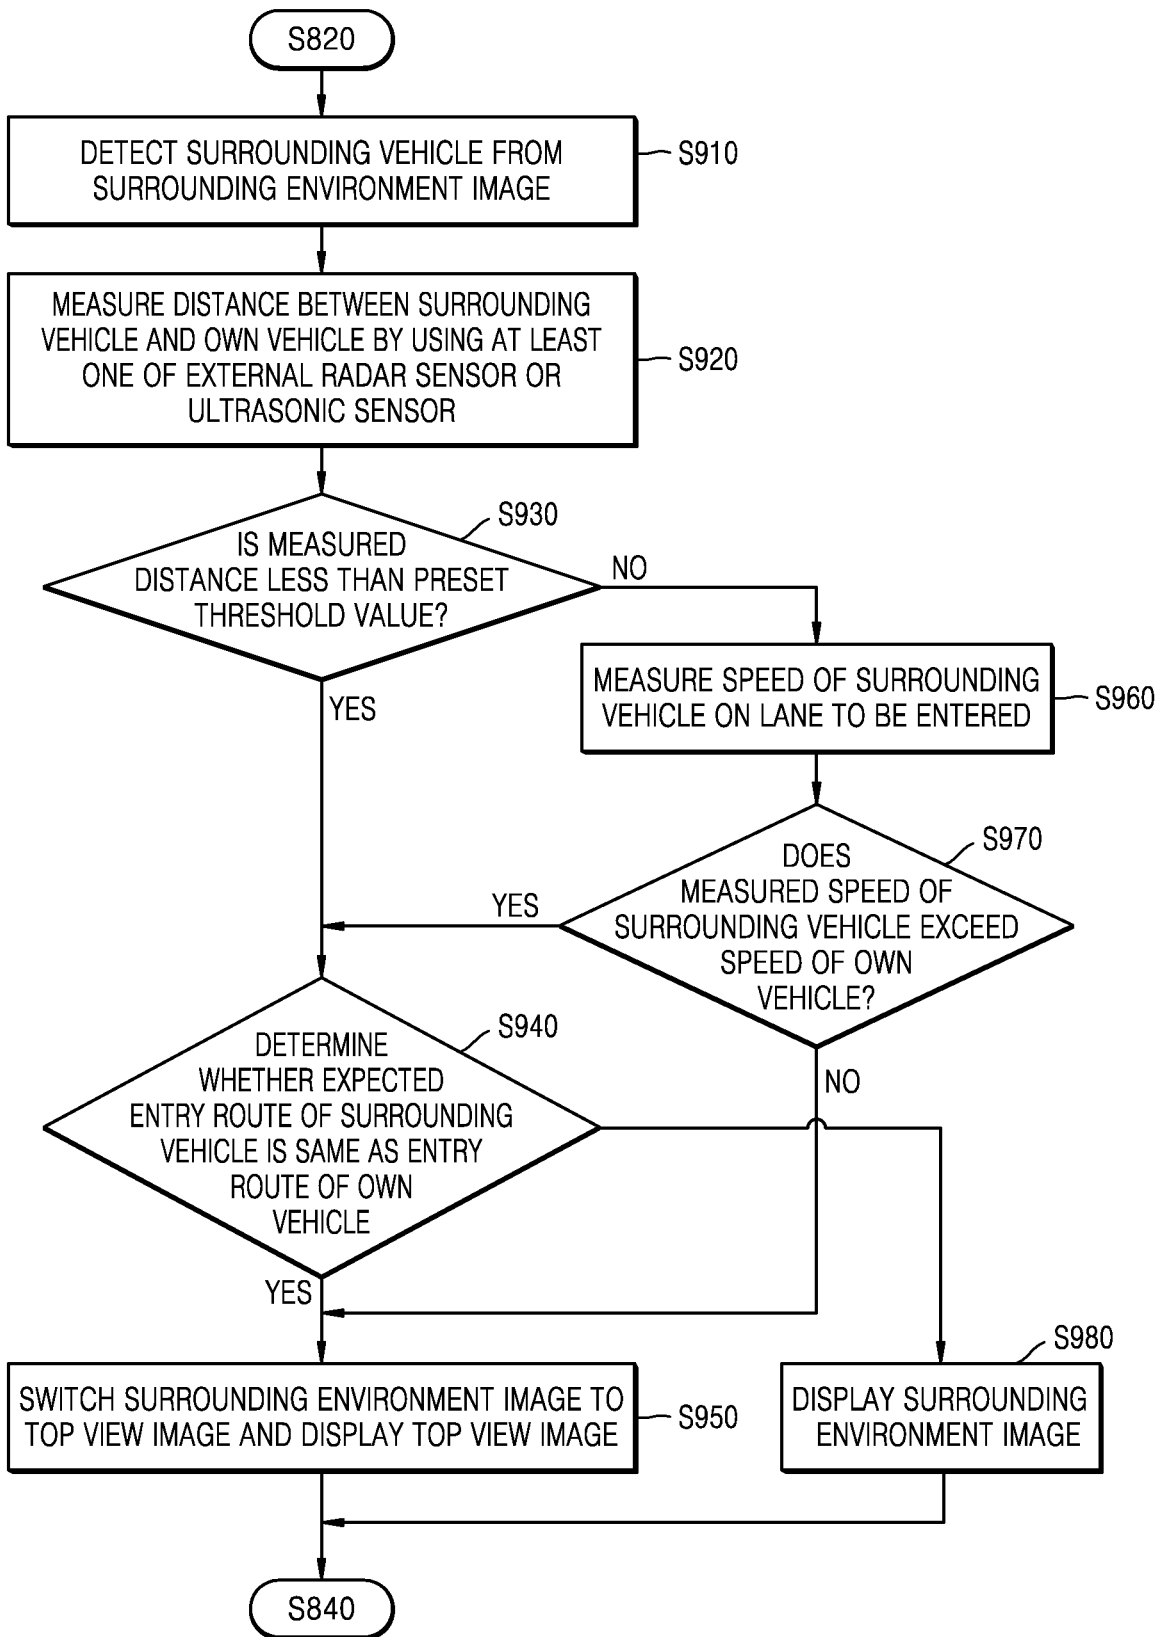 S820
DETECT SURROUNDING VEHICLE FROM
SURROUNDING ENVIRONMENT IMAGE
S910
MEASURE DISTANCE BETWEEN SURROUNDING
VEHICLE AND OWN VEHICLE BY USING AT LEAST
ONE OF EXTERNAL RADAR SENSOR OR
ULTRASONIC SENSOR
S920
S930
IS MEASURED
DISTANCE LESS THAN PRESET
THRESHOLD VALUE?
NO
YES
MEASURE SPEED OF SURROUNDING
VEHICLE ON LANE TO BE ENTERED
S960
S970
DOES
MEASURED SPEED OF
SURROUNDING VEHICLE EXCEED
SPEED OF OWN
VEHICLE?
YES
NO
S940
DETERMINE
WHETHER EXPECTED
ENTRY ROUTE OF SURROUNDING
VEHICLE IS SAME AS ENTRY
ROUTE OF OWN
VEHICLE
YES
SWITCH SURROUNDING ENVIRONMENT IMAGE TO
TOP VIEW IMAGE AND DISPLAY TOP VIEW IMAGE
S950
S980
DISPLAY SURROUNDING
ENVIRONMENT IMAGE
S840